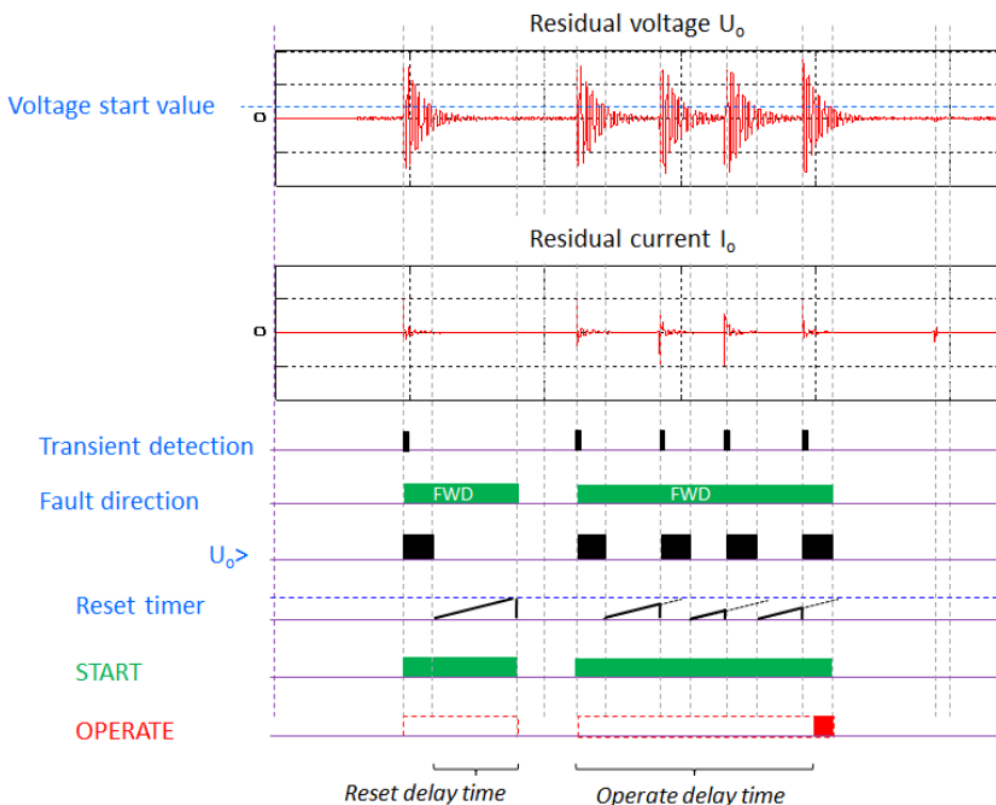 Residual voltage Uₒ
Voltage start value
0
Residual current Iₒ
0
Transient detection
Fault direction
FWD
FWD
Uₒ>
Reset timer
START
OPERATE
Reset delay time
Operate delay time